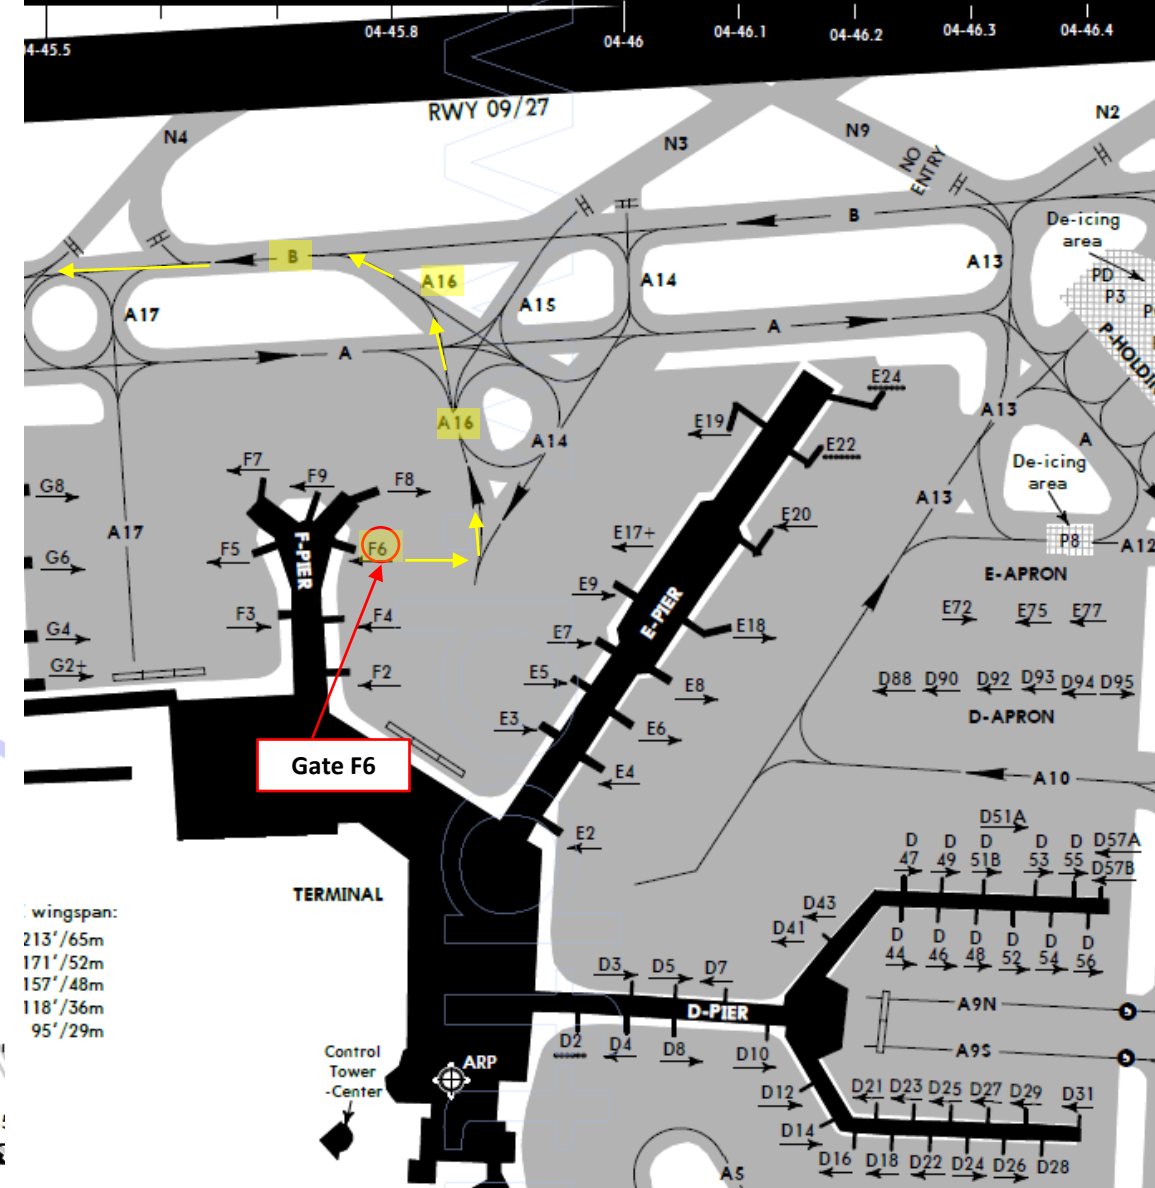 04-45.5
04-45.8
04-46
04-46.1
04-46.2
04-46.3
04-46.4
RWY 09/27
N4
N3
N9
N2
NO
ENTRY
B
B
De-icing
area
PD
P3
A13
A16
A14
A15
A17
A
A
P-HOLDIN
E24
A13
E19
A16
A14
E22
A
F7
F9
F8
De-icing
area
G8
A13
E20
A17
E17+
F5
F6
P8
A12
G6
F-PIER
E-APRON
E9
E-PIER
E72
E75
E77
F3
F4
G4
E7
E18
G2+
F2
E5
E8
D88
D90
D92
D93
D94
D95
D-APRON
E3
E6
Gate F6
E4
A10
D51A
E2
D
47
D
49
D
51B
D
53
D
55
D57A
D57B
TERMINAL
D43
D41
wingspan:
213'/65m
171'/52m
157'/48m
118'/36m
95'/29m
D
44
D
46
D
48
D
52
D
54
D
56
D3
D5
D7
D-PIER
A9N
D2
D4
D8
D10
A9S
Control
Tower
-Center
ARP
D12
D21
D23
D25
D27
D29
D31
D14
D16
D18
D22
D24
D26
D28
A5